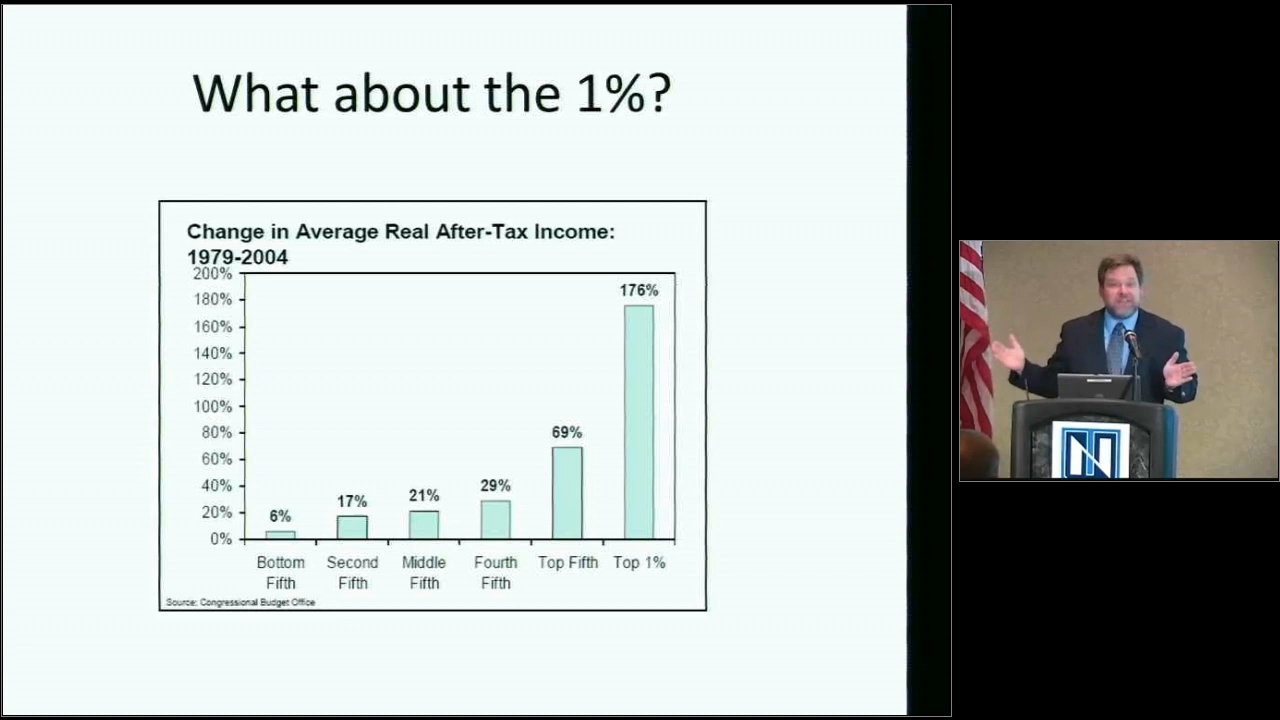 What about the 1%?
Change in Average Real After-Tax Income:
1979-2004
200%
180%
160%
140%
120%
100%
80%
60%
40%
20%
0%
6%
17%
21%
29%
69%
176%
Bottom Fifth
Second Fifth
Middle Fifth
Fourth Fifth
Top Fifth
Top 1%
Source: Congressional Budget Office